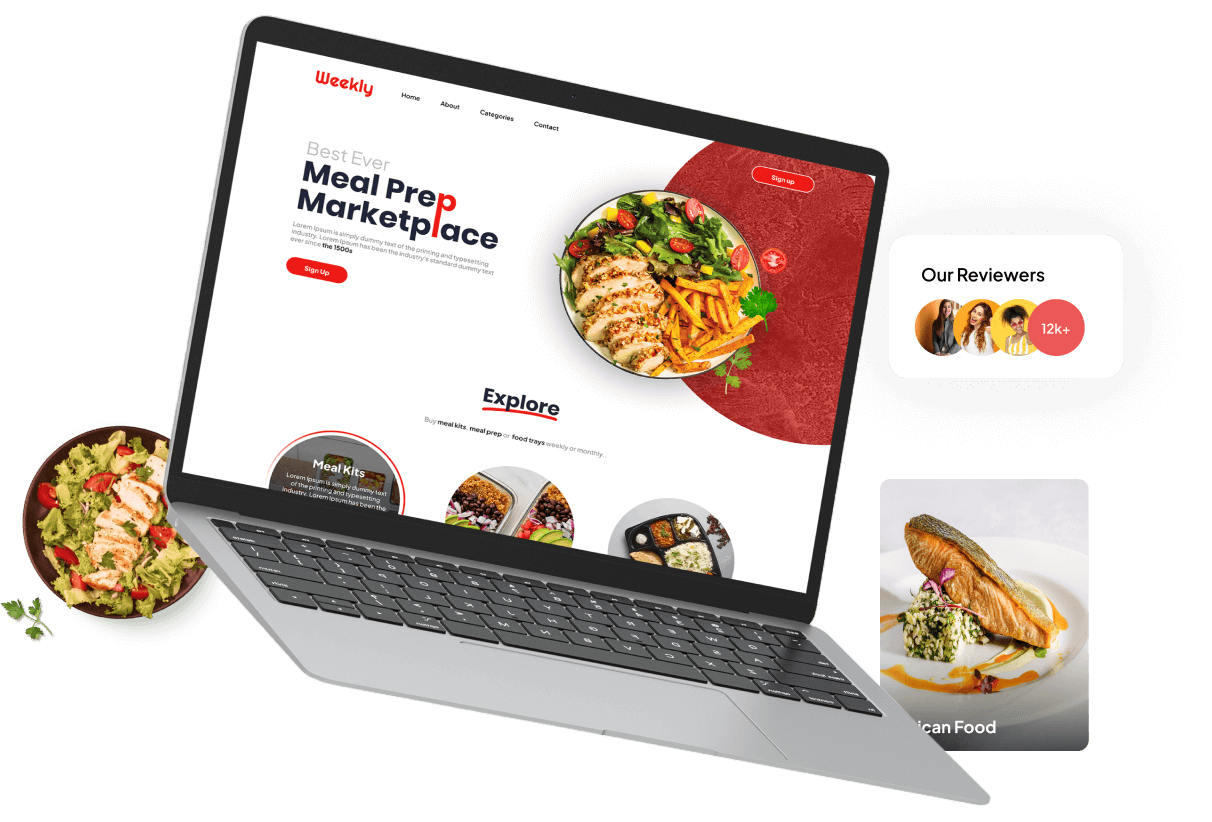 Weekly
Home
About
Categories
Contact
Sign up
Best Ever
Meal Prep
Marketplace
Lorem Ipsum is simply dummy text of the printing and typesetting
industry. Lorem Ipsum has been the industry's standard dummy text
ever since the 1500s
Sign Up
Explore
Buy meal kits, meal prep or food trays weekly or monthly..
Meal Kits
Lorem Ipsum is simply dummy text
of the printing and typesetting
industry. Lorem Ipsum has been the
Our Reviewers
12k+
ican Food